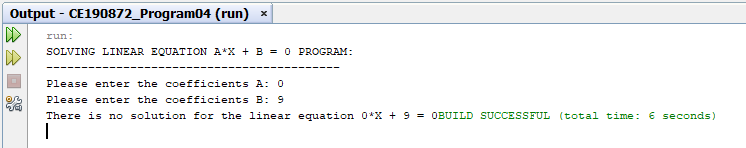 Output - CE190872_Program04 (run) ×
run:
SOLVING LINEAR EQUATION A*X + B = 0 PROGRAM:
------------------------------------------
Please enter the coefficients A: 0
Please enter the coefficients B: 9
There is no solution for the linear equation 0*X + 9 = 0BUILD SUCCESSFUL (total time: 6 seconds)